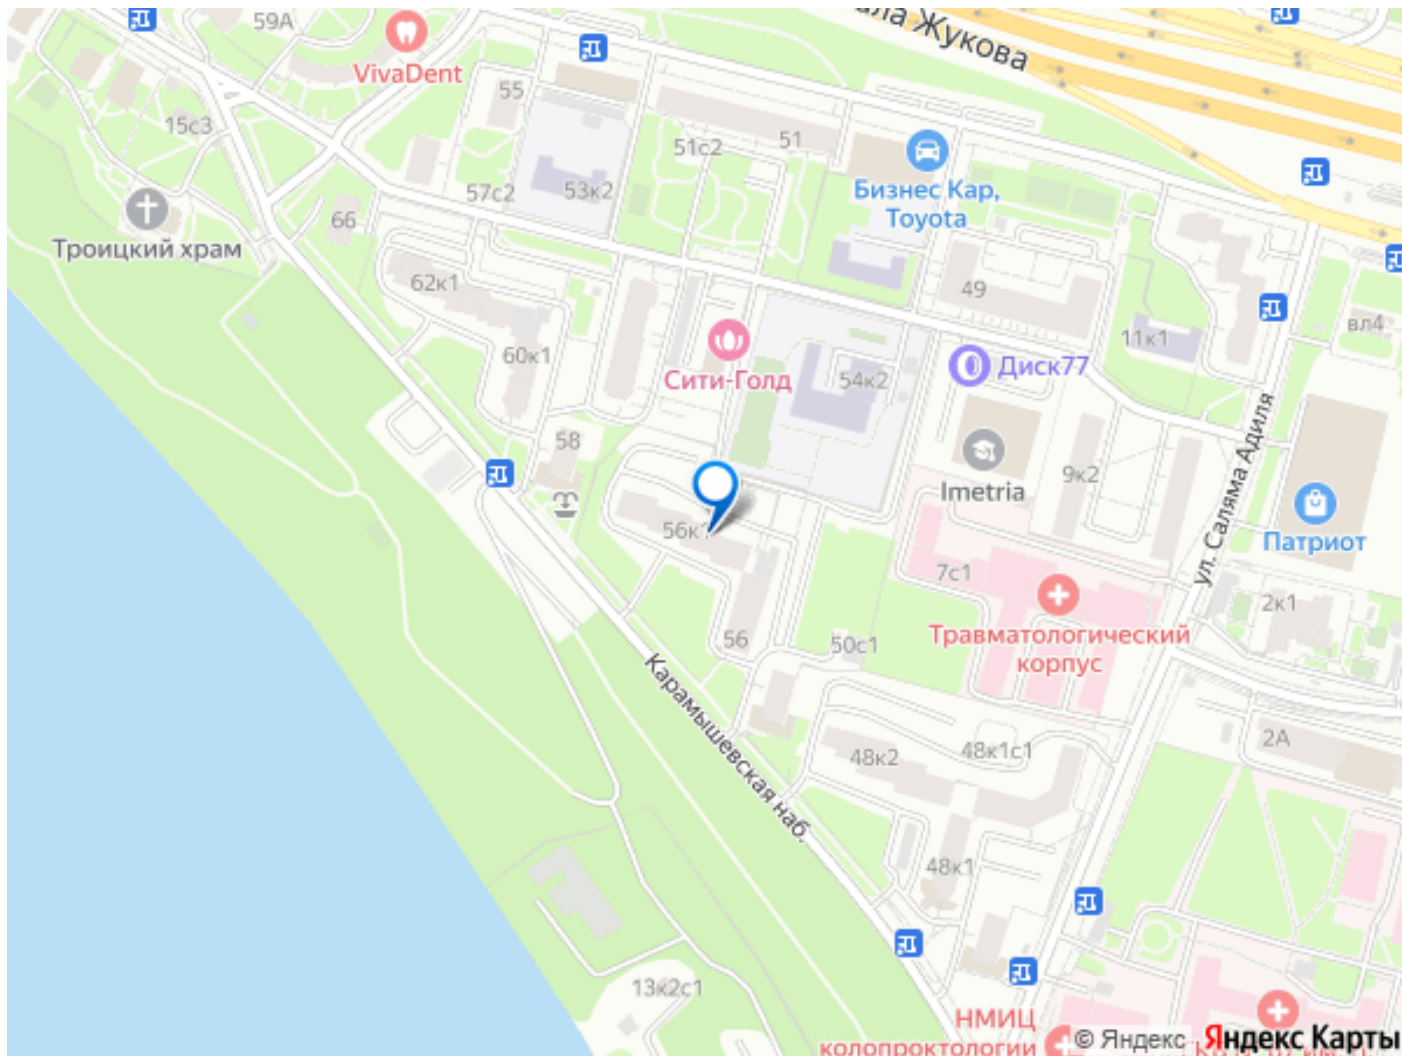 59А
ала Жукова
VivaDent
55
15с3
51
51с2
53к2
57с2
Бизнес Кар,
Toyota
66
Троицкий храм
62к1
49
вл4
11к1
60к1
Сити-Голд
54к2
Диск77
58
9к2
Imetria
ул. Саляма Адиля
Патриот
56к1
7с1
2к1
Травматологический
корпус
56
50с1
Карамышевская наб.
2А
48к2
48к1с1
48к1
13к2с1
НМИЦ
колопроктологии
© Яндекс
Яндекс Карты